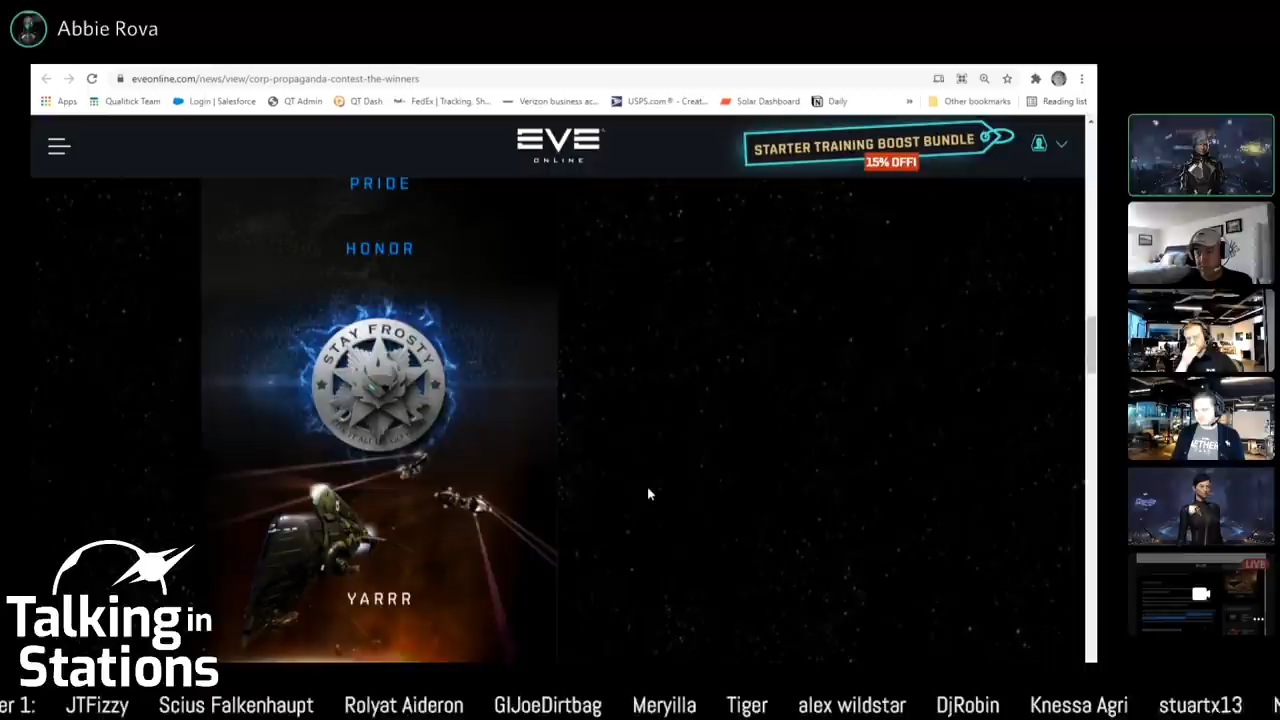 Abbie Rova
eveonline.com/news/view/corp-propaganda-contest-the-winners
Apps Qualitick Team Login | Salesforce QT Admin QT Dash FedEx | Tracking, Sh... Verizon business ac... USPS.com® - Creat... Solar Dashboard Daily » Other bookmarks Reading list
EVE
ONLINE
STARTER TRAINING BOOST BUNDLE
15% OFF!
PRIDE
HONOR
STAY FROSTY
YARRR
LIVE
Talking in
Stations
er 1: JTFizzy Scius Falkenhaupt Rolyat Aideron GIJoeDirtbag Meryilla Tiger alex wildstar DjRobin Knessa Agri stuartx13